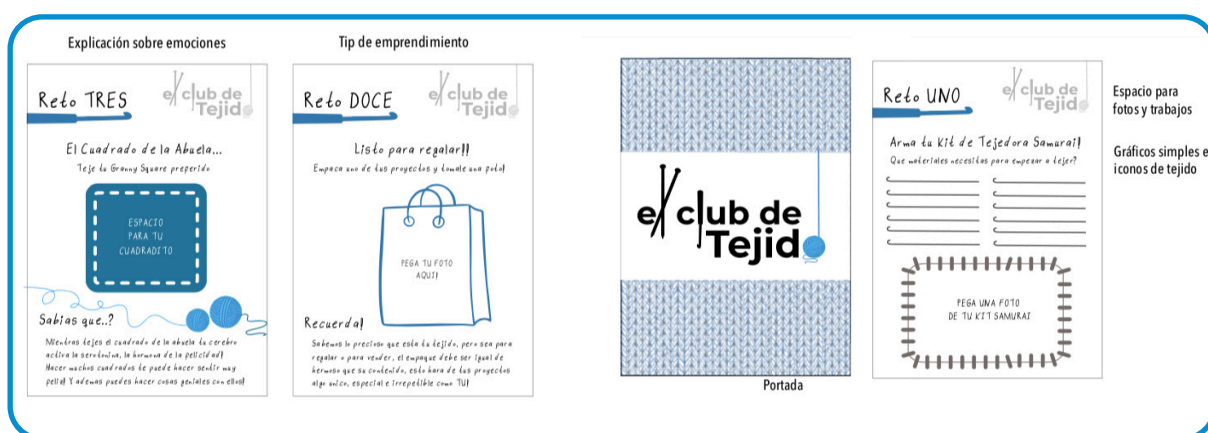 Explicación sobre emociones
Reto TRES
el club de
Tejido
El Cuadrado de la Abuela...
Teje tu Granny Square preferido
ESPACIO
PARA TU
CUADRADITO
Sabias que..?
Mientras tejes el cuadrado de la abuela tu cerebro
activa la serotonina, la hormona de la felicidad!
Hacer muchos cuadrados te puede hacer sentir muy
feliz! Y ademas puedes hacer cosas geniales con ellos!
Tip de emprendimiento
Reto DOCE
el club de
Tejido
Listo para regalar!!
Empaca uno de tus proyectos y tomale una foto!
PEGA TU FOTO
AQUI!
Recuerda!
Sabemos lo precioso que esta tu tejido, pero sea para
regalar o para vender, el empaque debe ser igual de
hermoso que su contenido, esto hara de tus proyectos
algo unico, especial e irrepetible como TU!
el club de
Tejido
Portada
Reto UNO
el club de
Tejido
Arma tu Kit de Tejedora Samurai!
Que materiales necesitas para empezar a tejer?
PEGA UNA FOTO
DE TU KIT SAMURAI
Espacio para
fotos y trabajos
Gráficos simples e
iconos de tejido